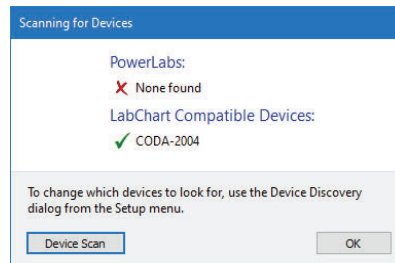 Scanning for Devices
PowerLabs:
None found
LabChart Compatible Devices:
CODA-2004
To change which devices to look for, use the Device Discovery
dialog from the Setup menu.
Device Scan
OK